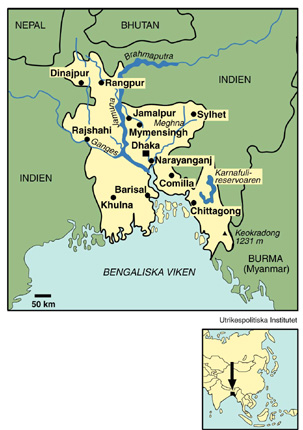 NEPAL
BHUTAN
Brahmaputra
Dinajpur
Rangpur
INDIEN
Jamuna
Jamalpur
Sylhet
Meghna
Mymensingh
Rajshahi
Dhaka
Ganges
Narayanganj
Karnafuli-
reservoaren
INDIEN
Comilla
Barisal
Khulna
Chittagong
Keokradong
1231 m
BURMA
(Myanmar)
BENGALISKA VIKEN
50 km
Utrikespolitiska Institutet